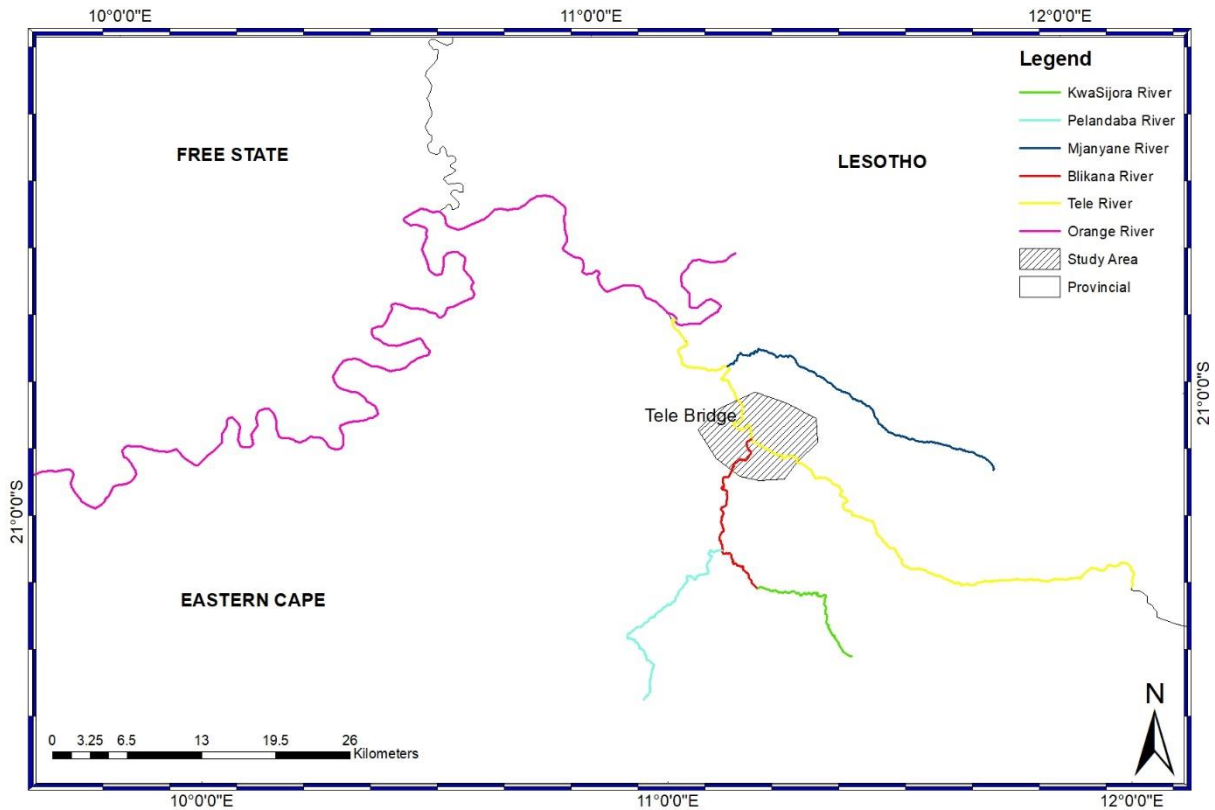 10°0'0"E 11°0'0"E 12°0'0"E
Legend
KwaSijora River
Pelandaba River
Mjanyane River
Blikana River
Tele River
Orange River
Study Area
Provincial
FREE STATE
LESOTHO
21°0'0"S
Tele Bridge
21°0'0"S
EASTERN CAPE
N
0 3.25 6.5 13 19.5 26
Kilometers
10°0'0"E 11°0'0"E 12°0'0"E